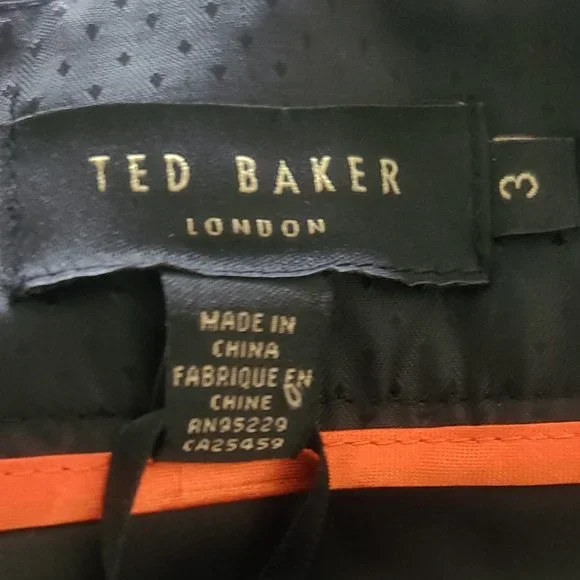 TED BAKER
LONDON
3
MADE IN
CHINA
FABRIQUE EN
CHINE
RN95229
CA25459